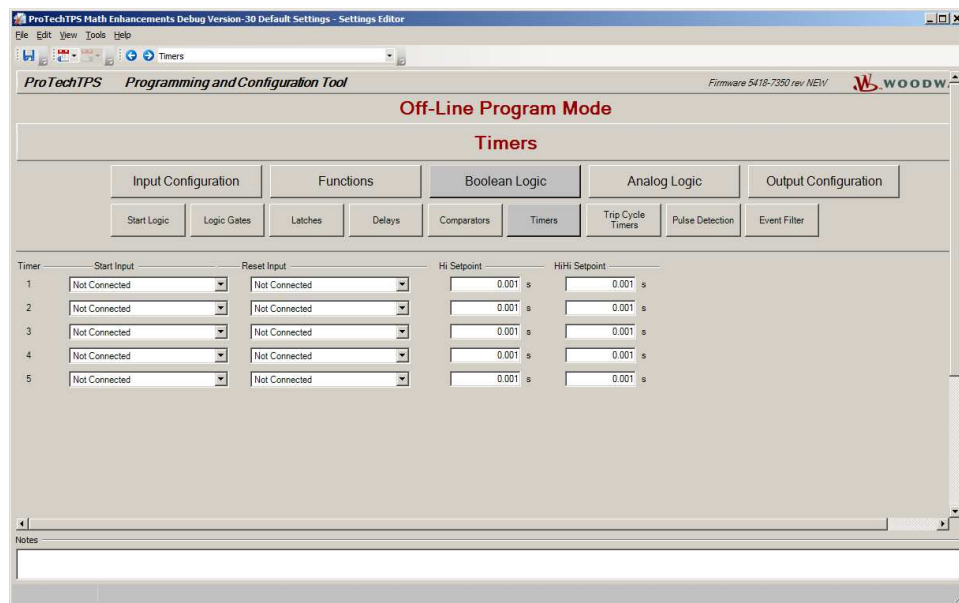 ProTechTPS Math Enhancements Debug Version-30 Default Settings - Settings Editor
File Edit View Tools Help
Timers
ProTechTPS Programming and Configuration Tool Firmware 5418-7350 rev NEW WOODW
Off-Line Program Mode
Timers
Input Configuration Functions Boolean Logic Analog Logic Output Configuration
Start Logic Logic Gates Latches Delays Comparators Timers Trip Cycle Timers Pulse Detection Event Filter
Timer Start Input Reset Input Hi Setpoint HiHi Setpoint
1 Not Connected Not Connected 0.001 s 0.001 s
2 Not Connected Not Connected 0.001 s 0.001 s
3 Not Connected Not Connected 0.001 s 0.001 s
4 Not Connected Not Connected 0.001 s 0.001 s
5 Not Connected Not Connected 0.001 s 0.001 s
Notes